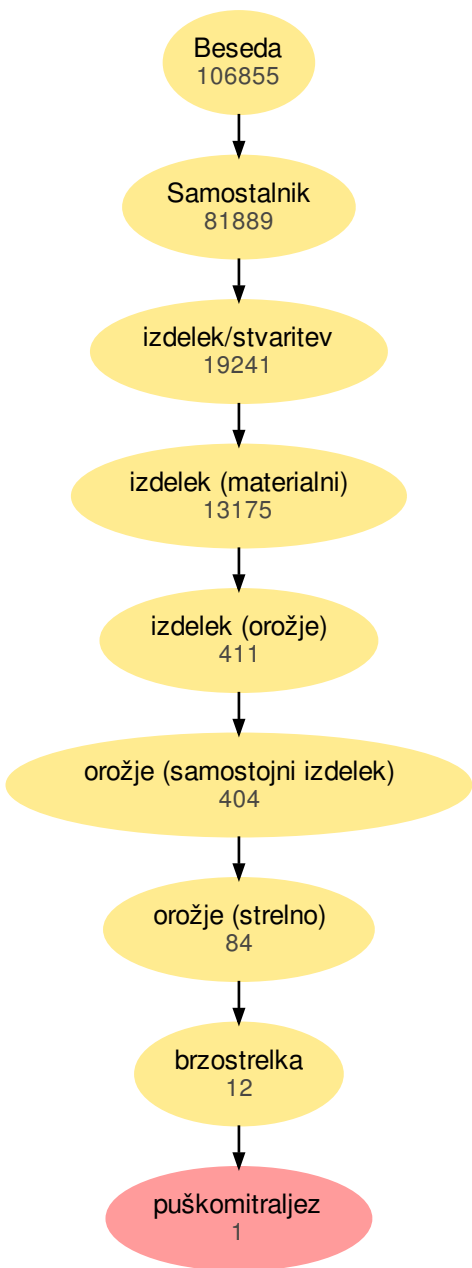 Beseda
106855
Samostalnik
81889
izdelek/stvaritev
19241
izdelek (materialni)
13175
izdelek (orožje)
411
orožje (samostojni izdelek)
404
orožje (strelno)
84
brzostrelka
12
puškomitraljez
1